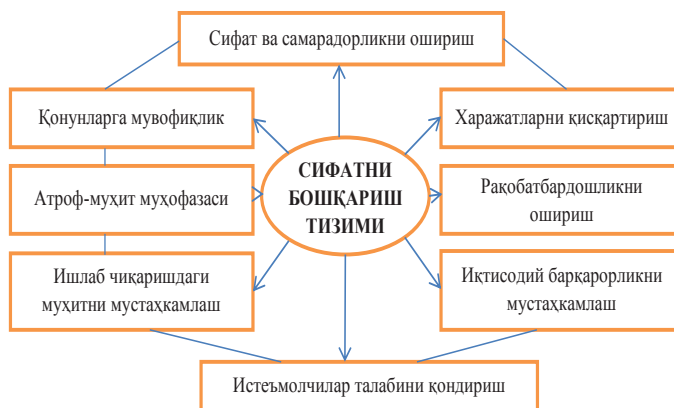 Сифат ва самарадорликни ошириш
Қонунларга мувофиқлик
Харажатларни қисқартириш
СИФАТНИ
БОШҚАРИШ
ТИЗИМИ
Атроф-муҳит муҳофазаси
Рақобатбардошликни
ошириш
Ишлаб чиқаришдаги
муҳитни мустаҳкамлаш
Иқтисодий барқарорликни
мустаҳкамлаш
Истеъмолчилар талабини қондириш